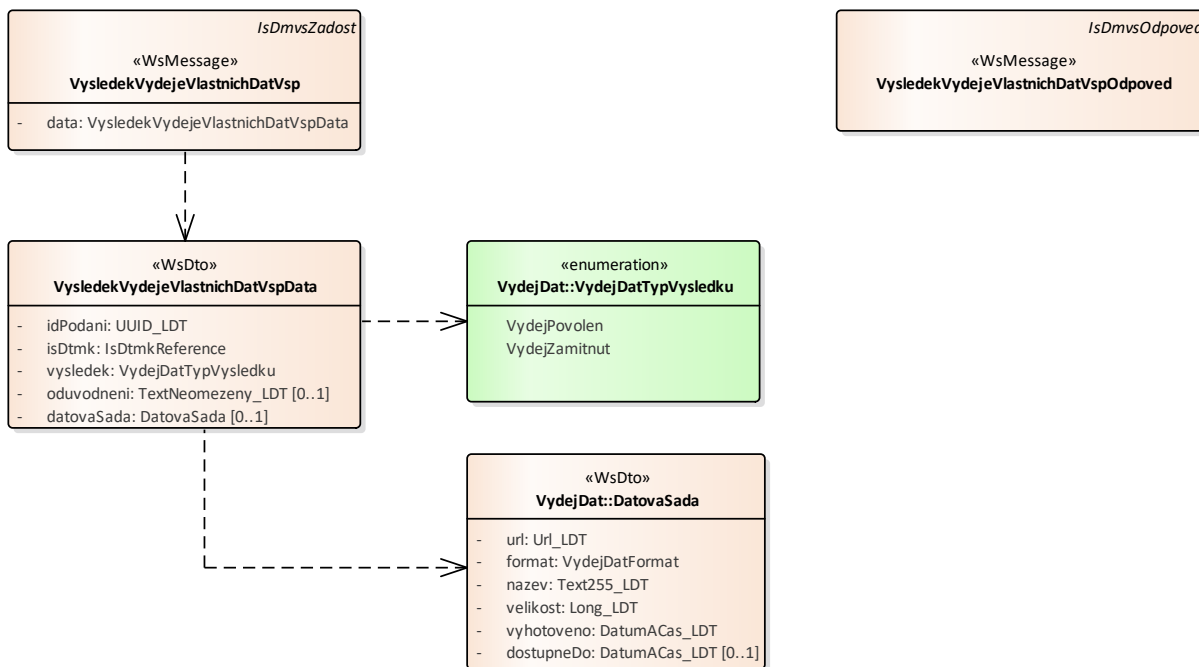 IsDmvsZadost
«WsMessage»
VysledekVydejeVlastnichDatVsp
- data: VysledekVydejeVlastnichDatVspData
IsDmvsOdpoved
«WsMessage»
VysledekVydejeVlastnichDatVspOdpoved
«WsDto»
VysledekVydejeVlastnichDatVspData
- idPodani: UUID_LDT
- isDtmk: IsDtmkReference
- vysledek: VydejDatTypVysledku
- oduvodneni: TextNeomezeny_LDT [0..1]
- datovaSada: DatovaSada [0..1]
«enumeration»
VydejDat::VydejDatTypVysledku
VydejPovolen
VydejZamitnut
«WsDto»
VydejDat::DatovaSada
- url: Url_LDT
- format: VydejDatFormat
- nazev: Text255_LDT
- velikost: Long_LDT
- vyhotoveno: DatumACas_LDT
- dostupneDo: DatumACas_LDT [0..1]